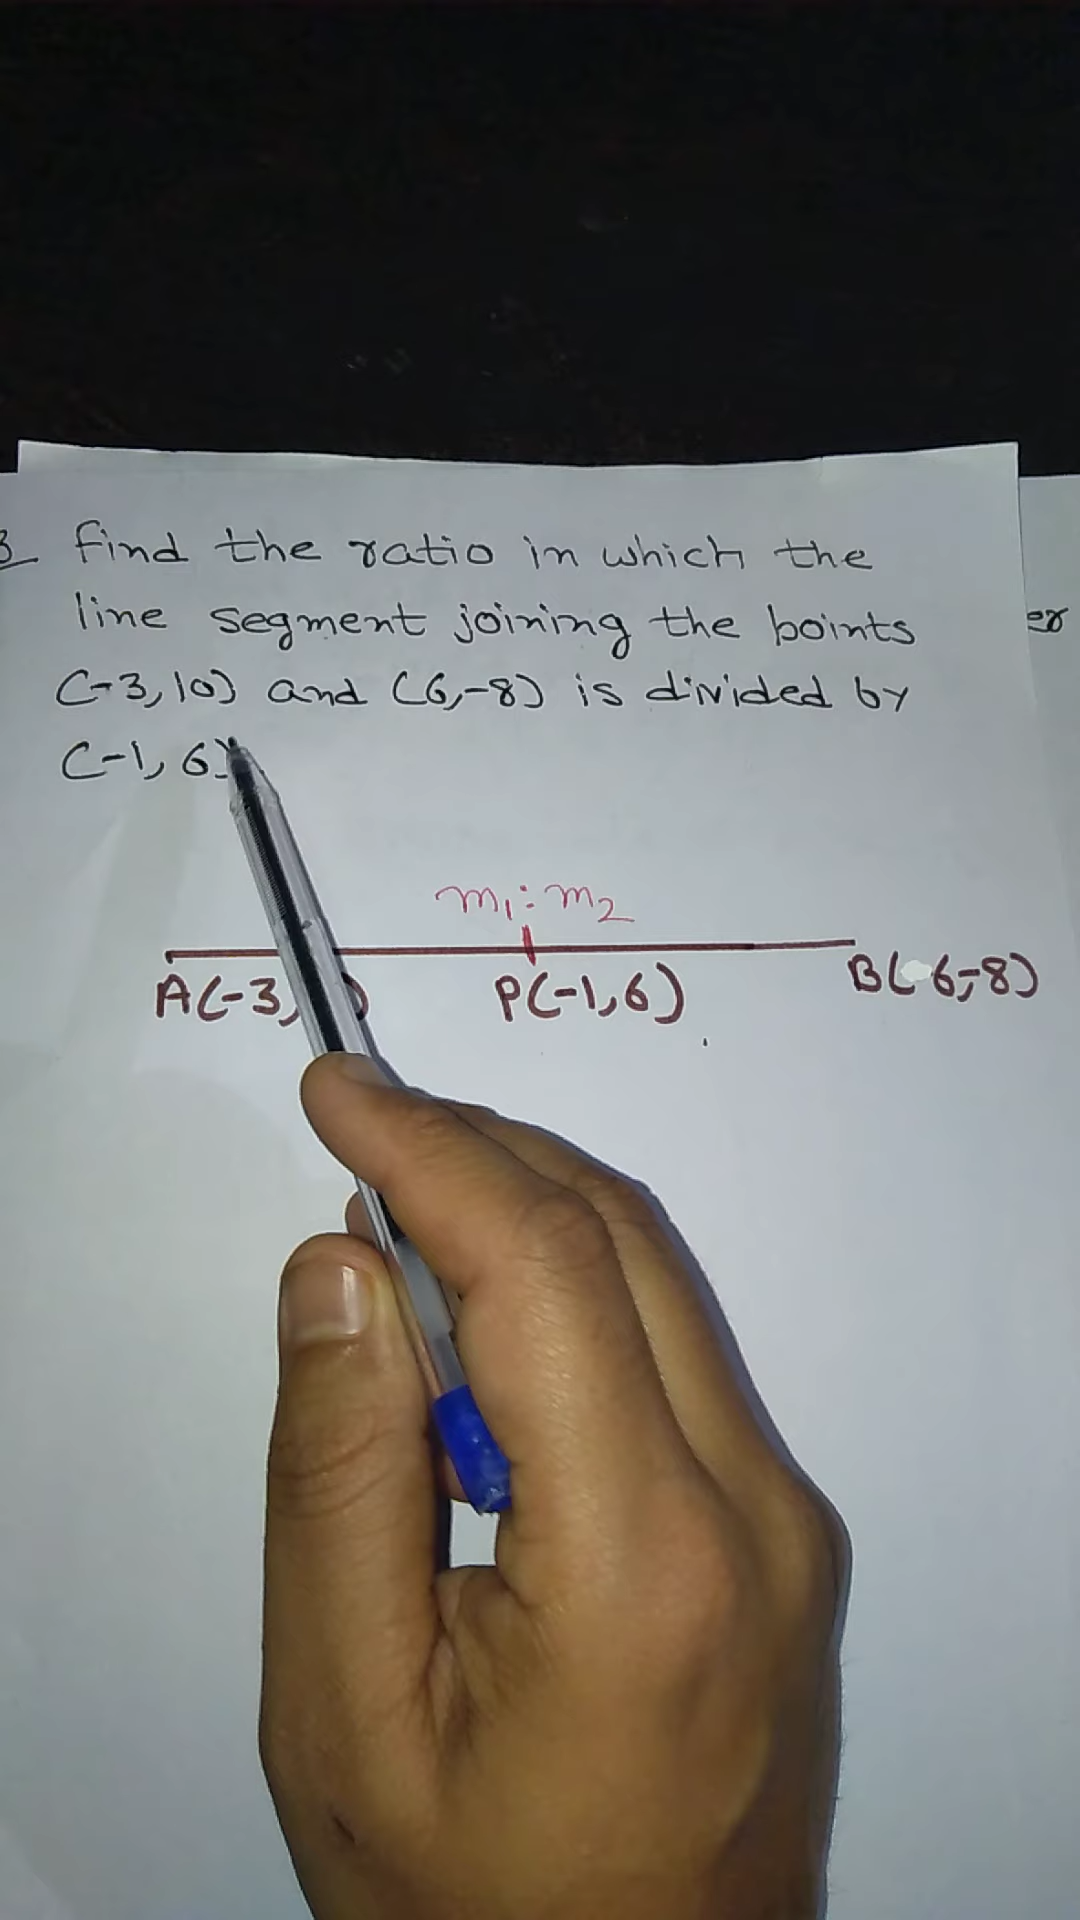 3 find the ratio in which the
line segment joining the boints
(-3,10) and (6,-8) is divided by
(-1, 6)
er
m₁:m₂
A(-3, P(-1,6) B( 6,-8)